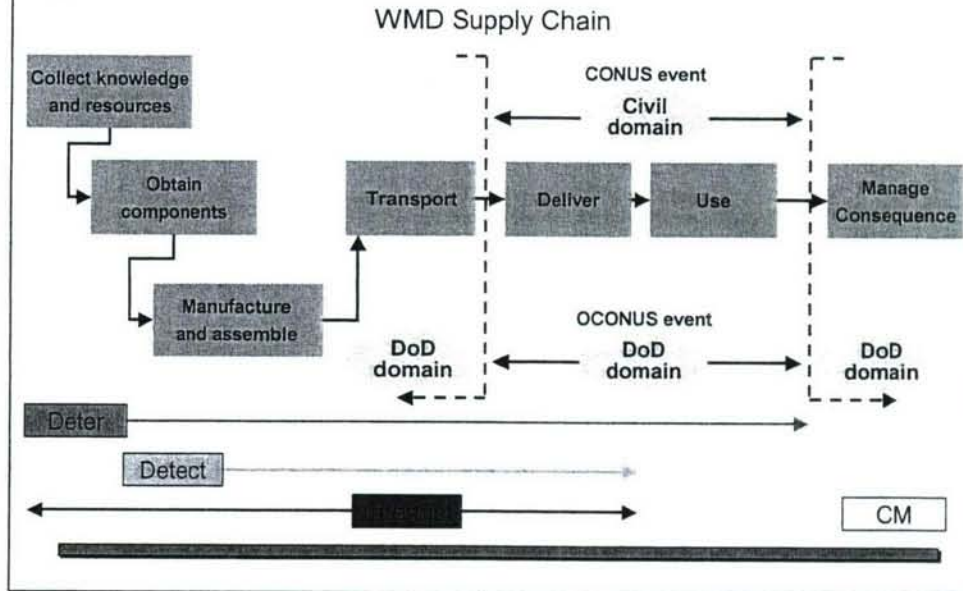 WMD Supply Chain
Collect knowledge
and resources
CONUS event
Civil
domain
Obtain
components
Transport
Deliver
Use
Manage
Consequence
Manufacture
and assemble
OCONUS event
DoD
domain
DoD
domain
DoD
domain
Deter
Detect
CM